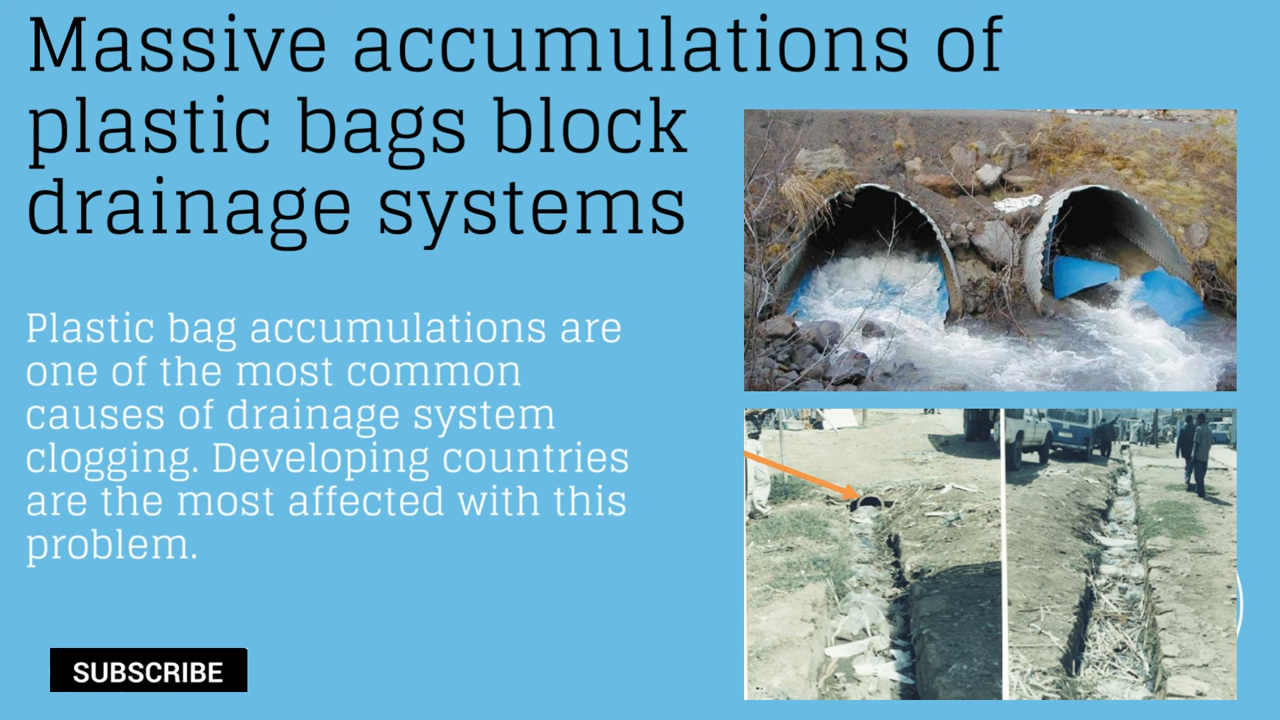 Massive accumulations of
plastic bags block
drainage systems
Plastic bag accumulations are
one of the most common
causes of drainage system
clogging. Developing countries
are the most affected with this
problem.
SUBSCRIBE